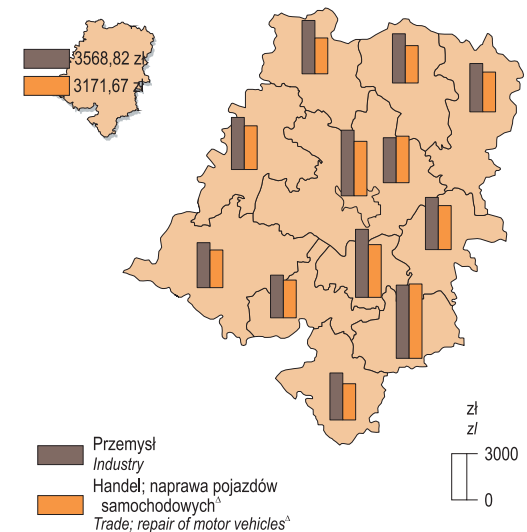 3568,82 zł
3171,67 zł
Przemysł
Industry
Handel; naprawa pojazdów
samochodowych^Δ
Trade; repair of motor vehicles^Δ
zł
zl
3000
0